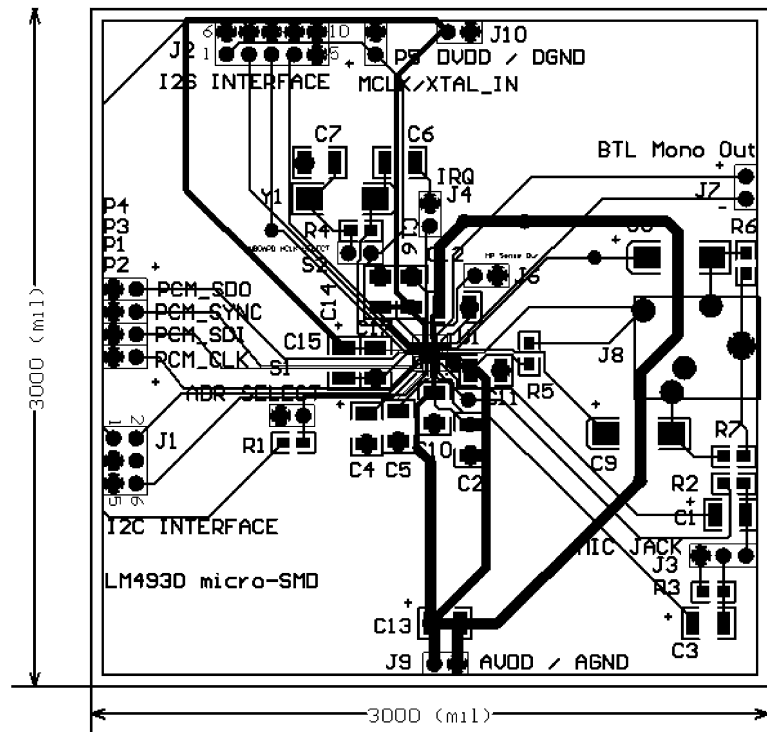 6 10 J10
J2 1 5 P5 DVDD / DGND
I2S INTERFACE MCLK/XTAL_IN
C7 C6 BTL Mono Out
IRQ
Y1 J4 J7
P4 R4 C16
P3 R6
P1 S2 C12 HP Sense Out
P2 J6
PCM_SDO C14
PCM_SYNC
PCM_SDI C15 U1
PCM_CLK S1 J8
ADR SELECT R5
C11
1 2 J1 R1 C10 R7
C4 C5 C2 C9 R2
5 6 C1
I2C INTERFACE MIC JACK
J3
LM4930 micro-SMD R3
C13 C3
J9 AVDD / AGND
3000 (mil)
3000 (mil)